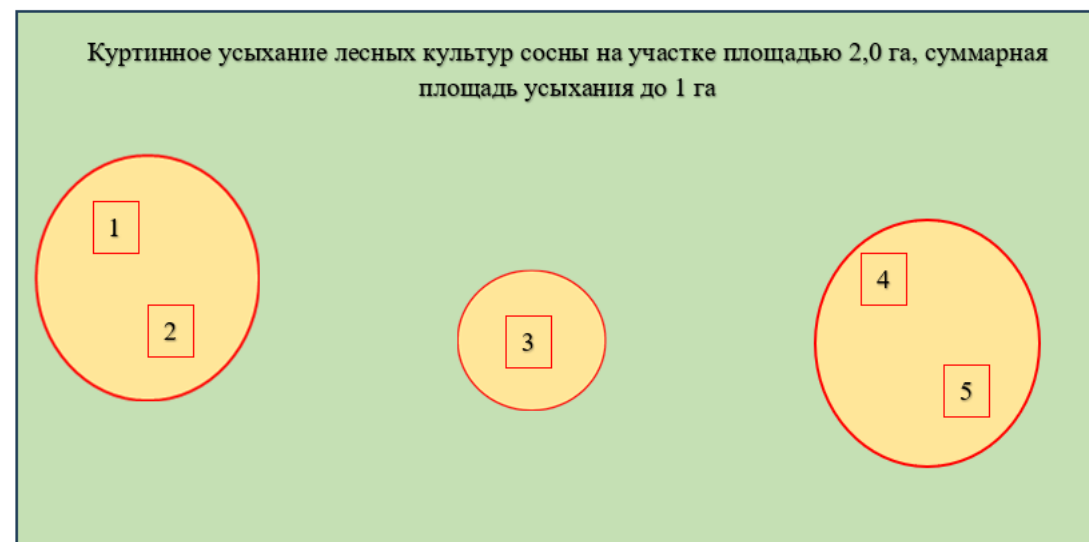 Куртинное усыхание лесных культур сосны на участке площадью 2,0 га, суммарная
площадь усыхания до 1 га
1
2
3
4
5